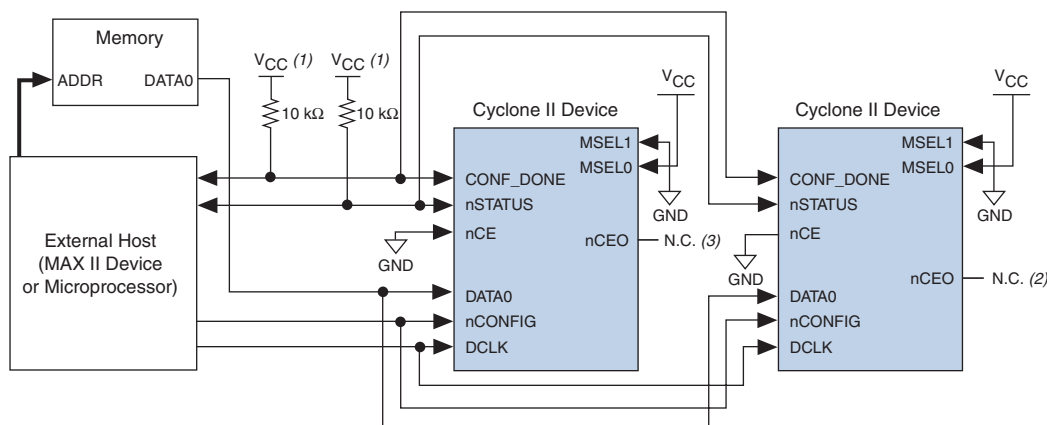 Memory
ADDR DATA0
VCC (1)
10 kΩ
VCC (1)
10 kΩ
External Host
(MAX II Device
or Microprocessor)
Cyclone II Device
VCC
MSEL1
MSEL0
GND
CONF_DONE
nSTATUS
nCE
GND
nCEO
N.C. (3)
DATA0
nCONFIG
DCLK
Cyclone II Device
VCC
MSEL1
MSEL0
GND
CONF_DONE
nSTATUS
nCE
GND
nCEO
N.C. (2)
DATA0
nCONFIG
DCLK